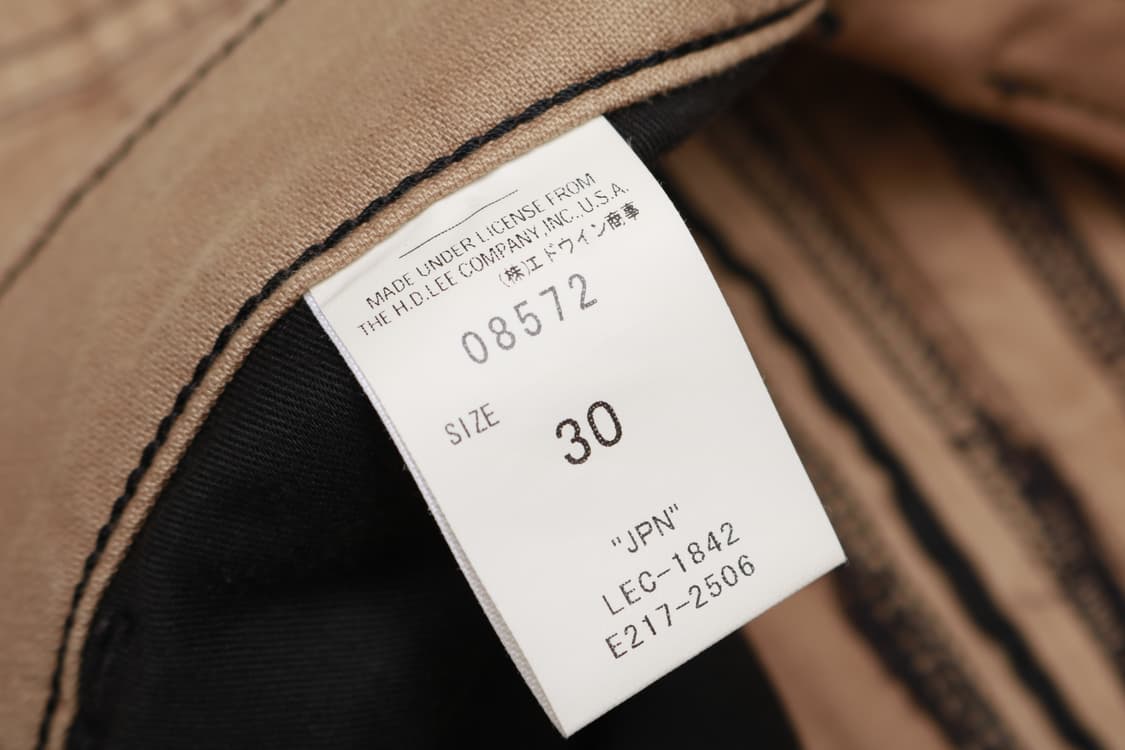 MADE UNDER LICENSE FROM
THE H.D.LEE COMPANY,INC.,U.S.A.
(株)エドウイン商事
08572
SIZE 30
"JPN"
LEC-1842
E217-2506